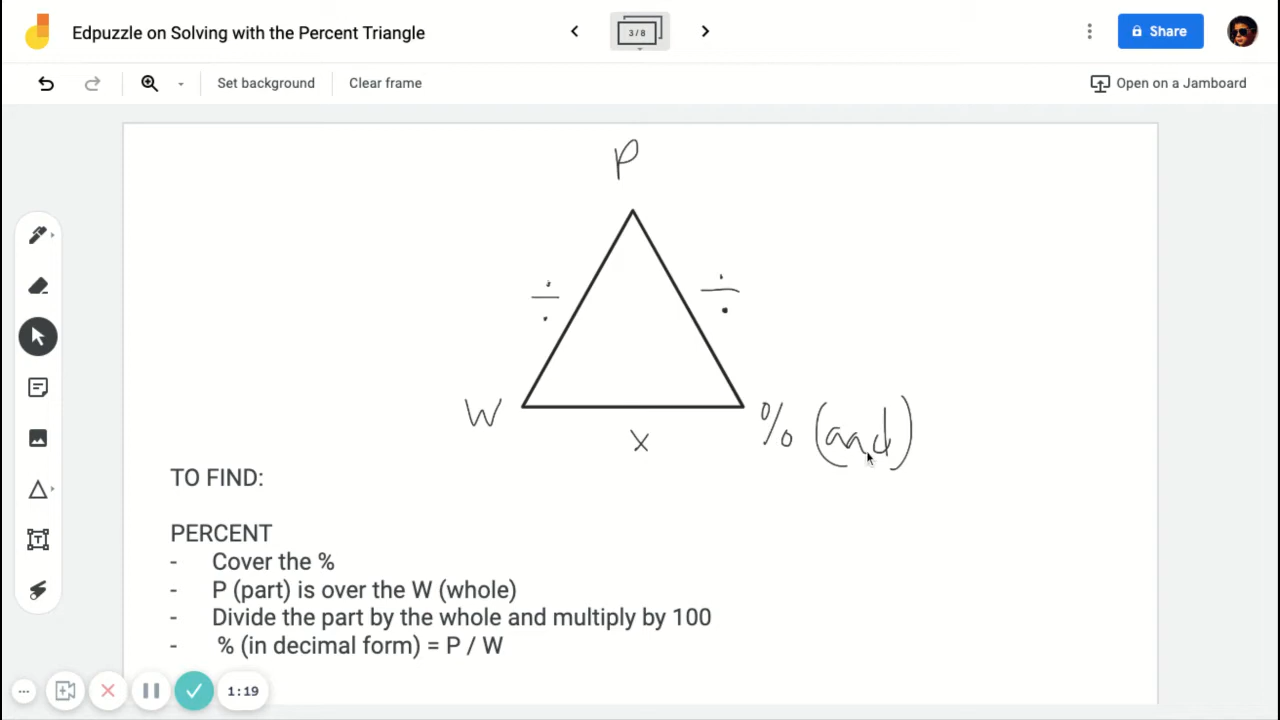 Edpuzzle on Solving with the Percent Triangle
3 / 8
Share
Set background
Clear frame
Open on a Jamboard
P
÷ ÷
W % (and)
x
TO FIND:
PERCENT
- Cover the %
- P (part) is over the W (whole)
- Divide the part by the whole and multiply by 100
- % (in decimal form) = P / W
1:19